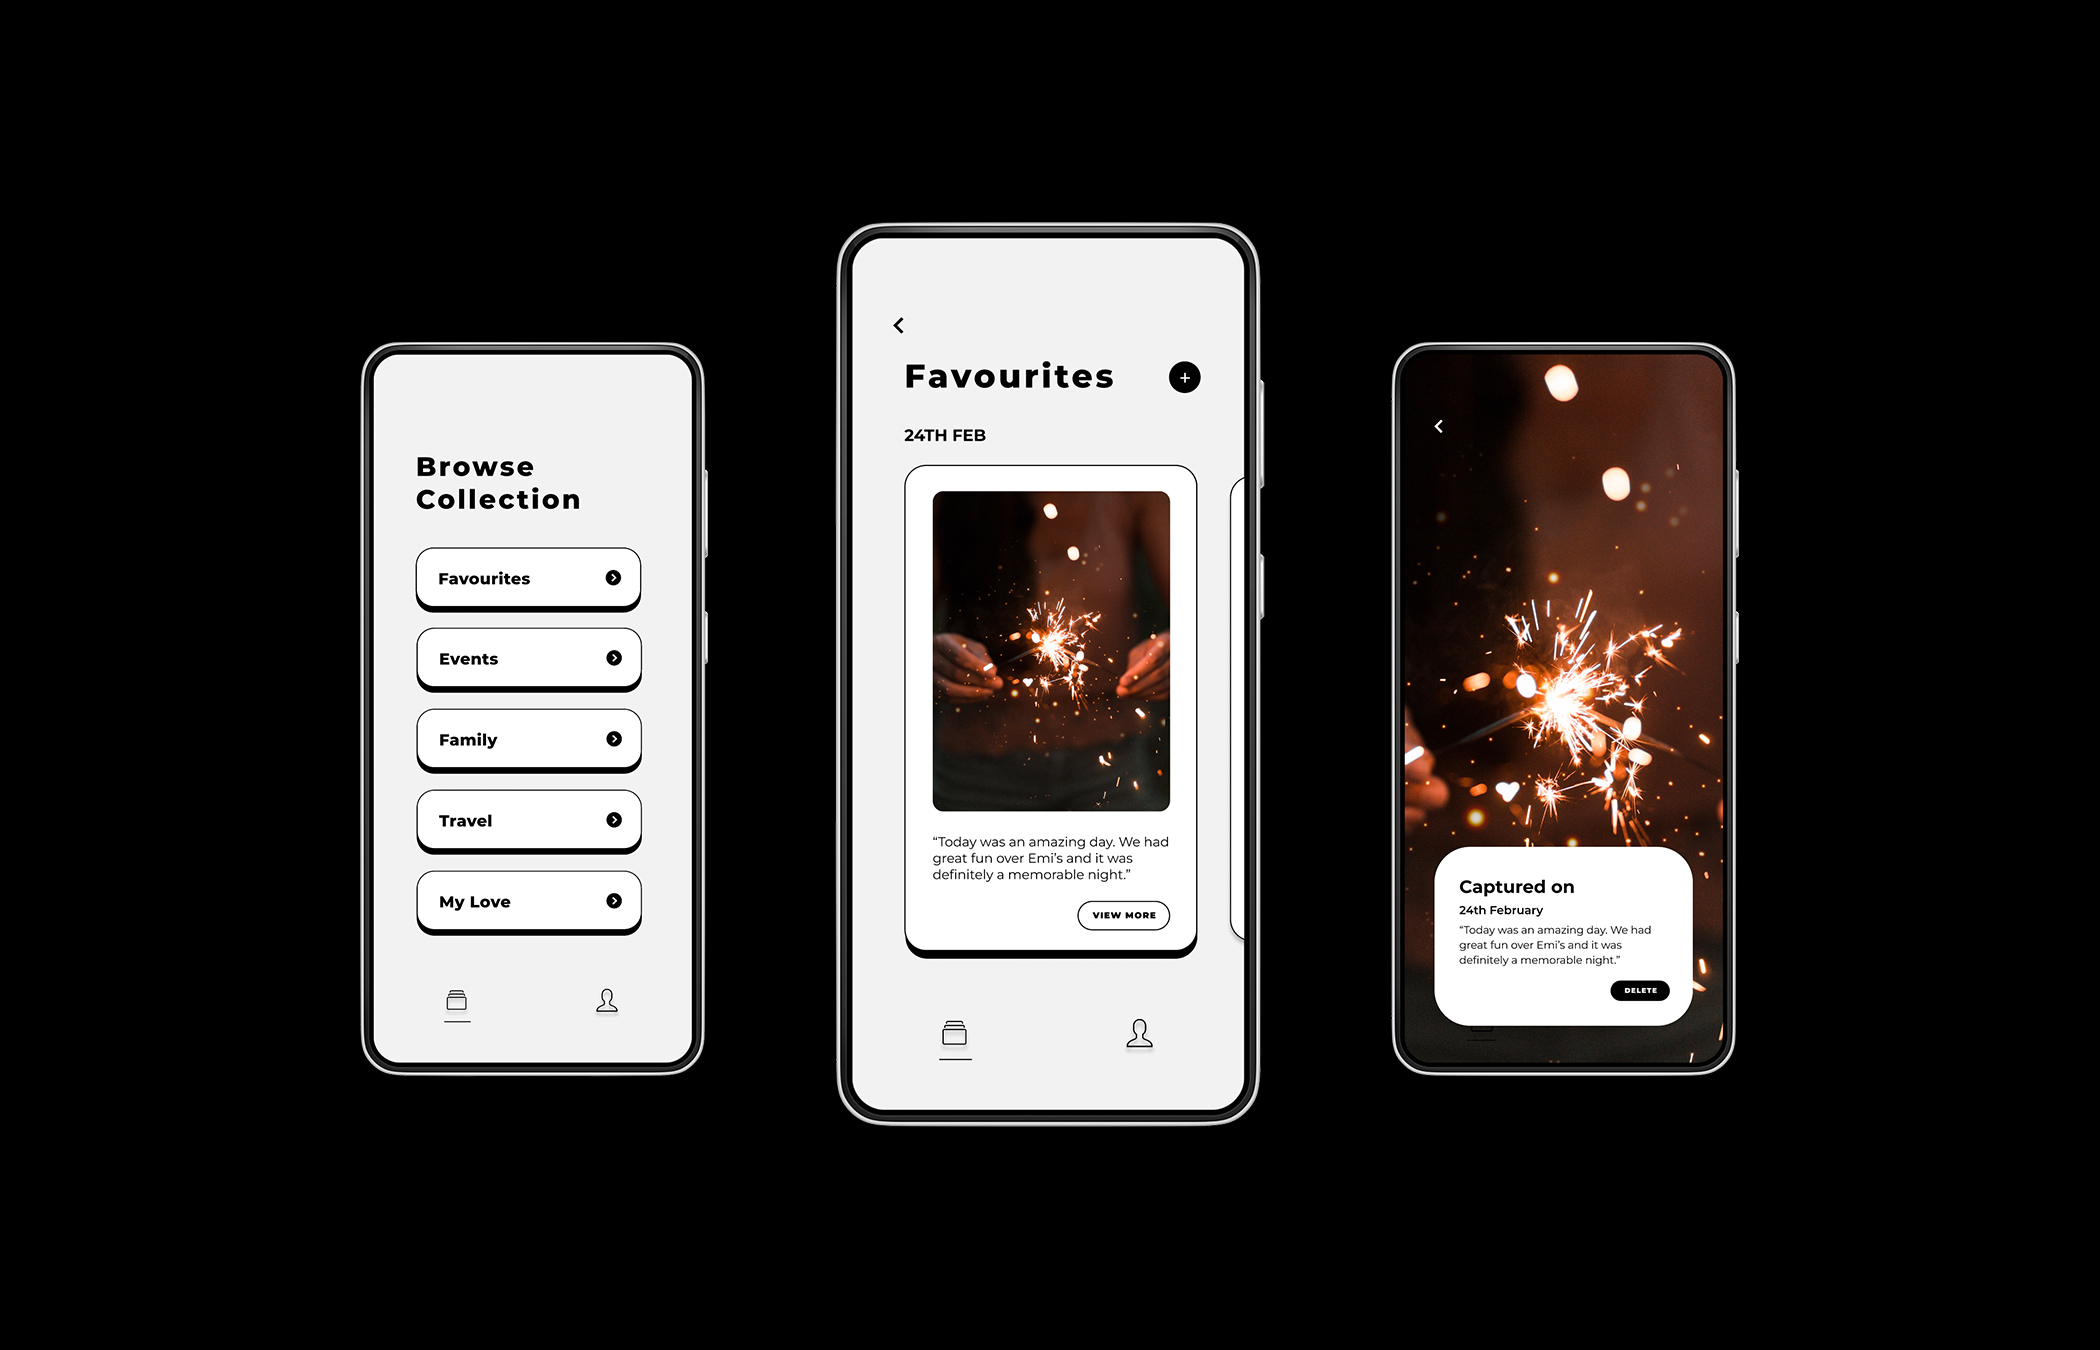 Browse
Collection
Favourites
Events
Family
Travel
My Love
Favourites
24TH FEB
“Today was an amazing day. We had
great fun over Emi’s and it was
definitely a memorable night.”
VIEW MORE
Captured on
24th February
“Today was an amazing day. We had
great fun over Emi’s and it was
definitely a memorable night.”
DELETE